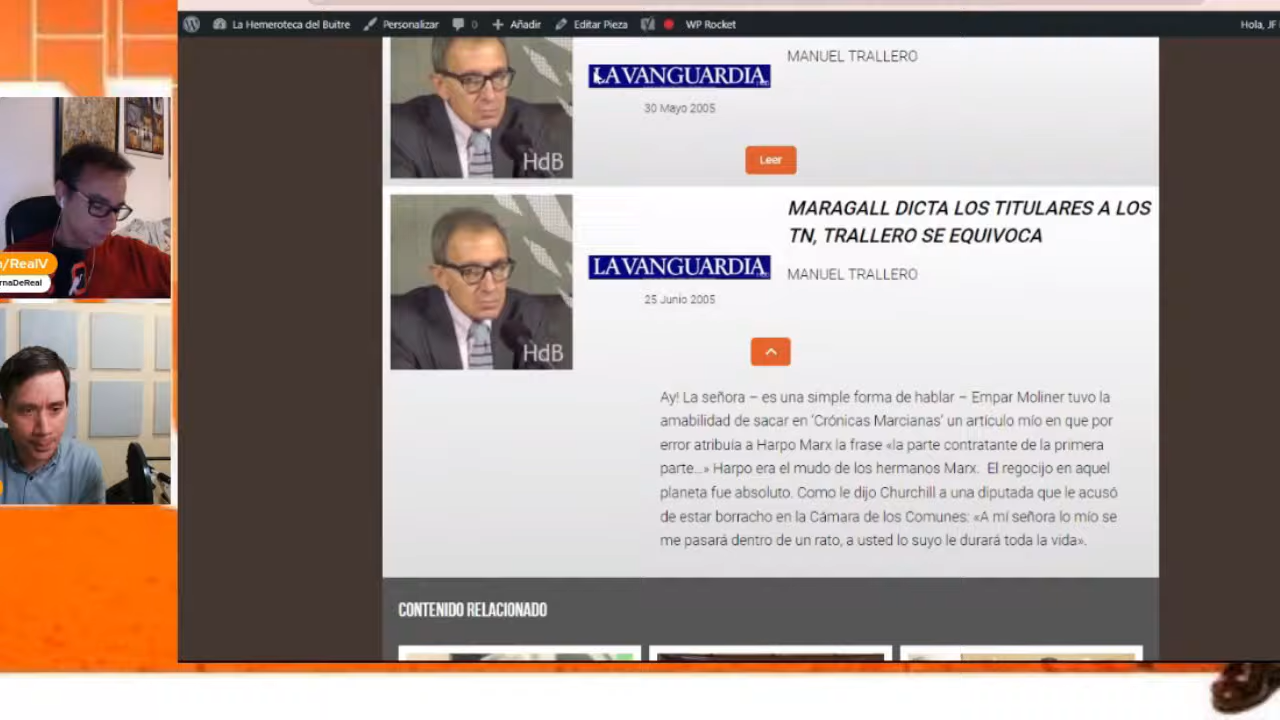 La Hemeroteca del Buitre Personalizar 0 Añadir Editar Pieza WP Rocket Hola, JF
MANUEL TRALLERO
LA VANGUARDIA
30 Mayo 2005
HdB
Leer
MARAGALL DICTA LOS TITULARES A LOS
TN, TRALLERO SE EQUIVOCA
LA VANGUARDIA
MANUEL TRALLERO
25 Junio 2005
HdB
Ay! La señora – es una simple forma de hablar – Empar Moliner tuvo la
amabilidad de sacar en ‘Crónicas Marcianas’ un artículo mío en que por
error atribuía a Harpo Marx la frase «la parte contratante de la primera
parte…» Harpo era el mudo de los hermanos Marx. El regocijo en aquel
planeta fue absoluto. Como le dijo Churchill a una diputada que le acusó
de estar borracho en la Cámara de los Comunes: «A mí señora lo mío se
me pasará dentro de un rato, a usted lo suyo le durará toda la vida».
CONTENIDO RELACIONADO
/RealV
rnaDeReal